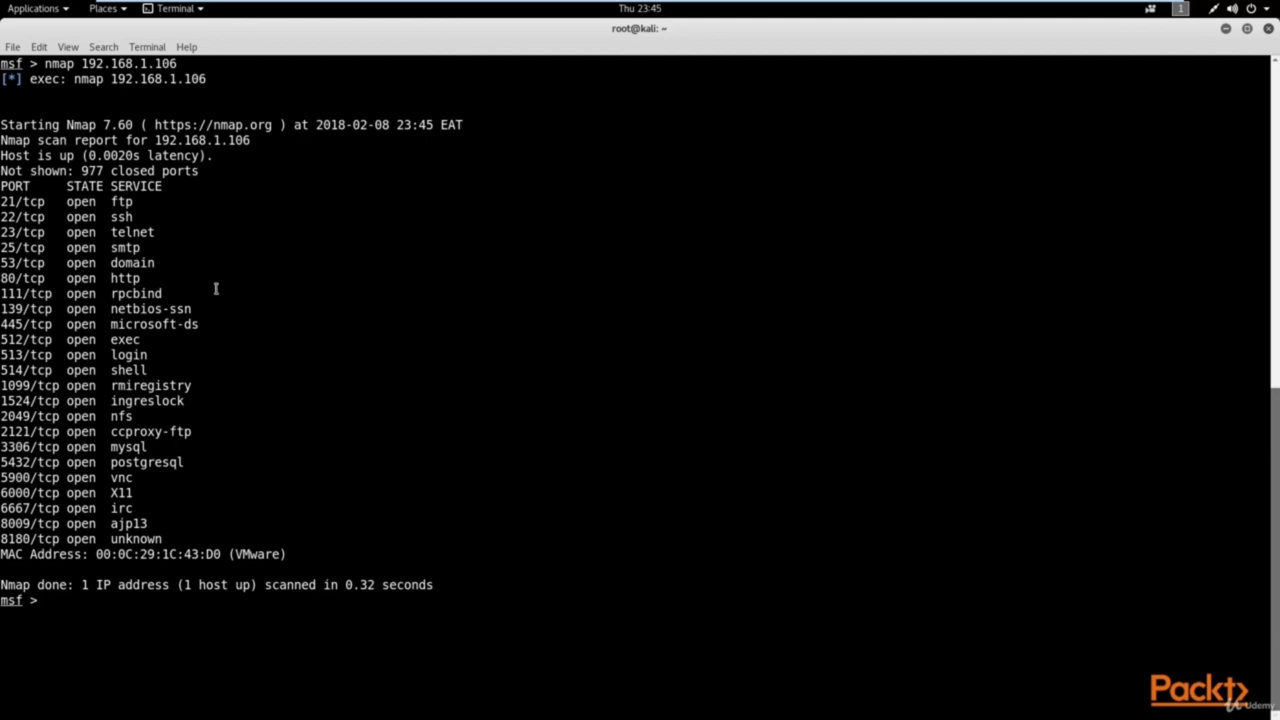 Applications Places Terminal Thu 23:45 1
root@kali: ~
File Edit View Search Terminal Help
msf > nmap 192.168.1.106
[*] exec: nmap 192.168.1.106
Starting Nmap 7.60 ( https://nmap.org ) at 2018-02-08 23:45 EAT
Nmap scan report for 192.168.1.106
Host is up (0.0020s latency).
Not shown: 977 closed ports
PORT STATE SERVICE
21/tcp open ftp
22/tcp open ssh
23/tcp open telnet
25/tcp open smtp
53/tcp open domain
80/tcp open http
111/tcp open rpcbind
139/tcp open netbios-ssn
445/tcp open microsoft-ds
512/tcp open exec
513/tcp open login
514/tcp open shell
1099/tcp open rmiregistry
1524/tcp open ingreslock
2049/tcp open nfs
2121/tcp open ccproxy-ftp
3306/tcp open mysql
5432/tcp open postgresql
5900/tcp open vnc
6000/tcp open X11
6667/tcp open irc
8009/tcp open ajp13
8180/tcp open unknown
MAC Address: 00:0C:29:1C:43:D0 (VMware)
Nmap done: 1 IP address (1 host up) scanned in 0.32 seconds
msf >
Packt
Udemy